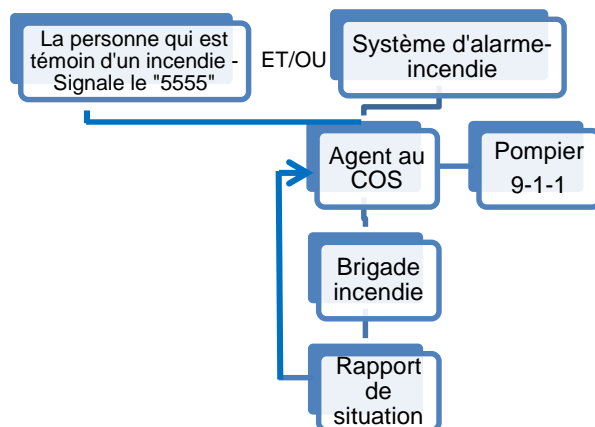 La personne qui est
témoin d'un incendie -
Signale le "5555"
ET/OU
Système d'alarme-
incendie
Agent au
COS
Pompier
9-1-1
Brigade
incendie
Rapport
de
situation